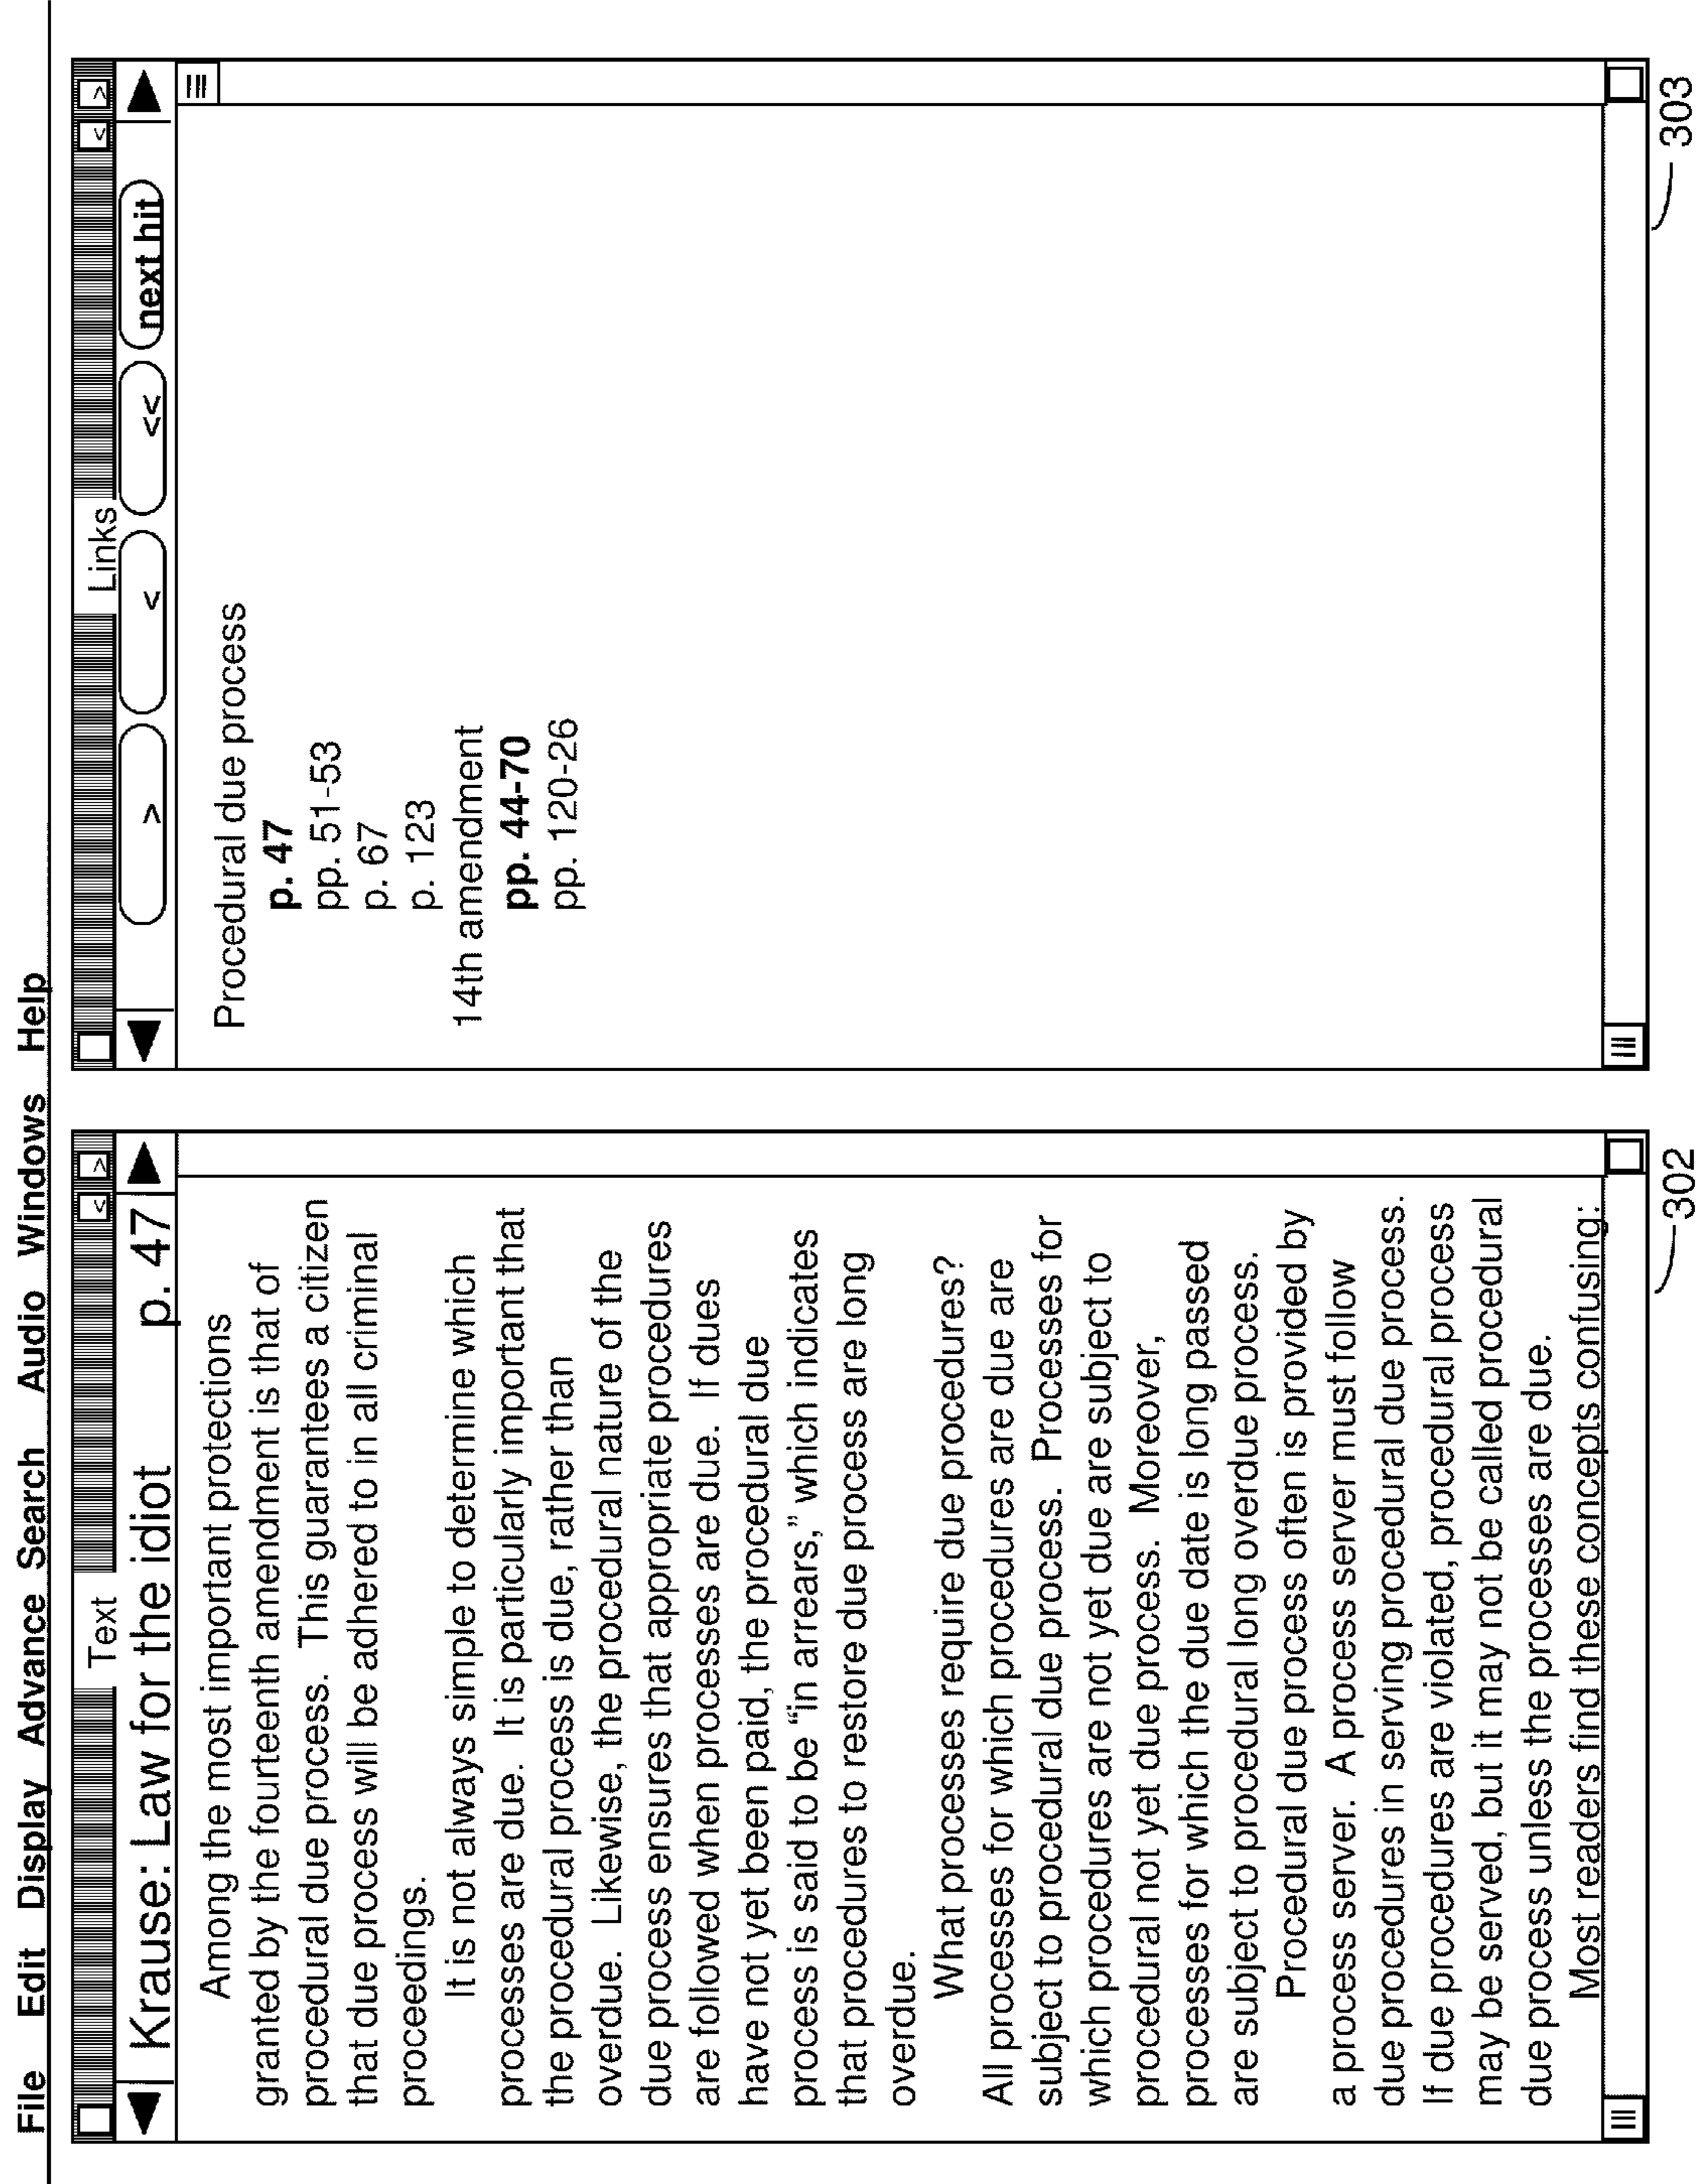 File Edit Display Advance Search Audio Windows Help
Text
< >
Krause: Law for the idiot p. 47
Among the most important protections
granted by the fourteenth amendment is that of
procedural due process. This guarantees a citizen
that due process will be adhered to in all criminal
proceedings.
It is not always simple to determine which
processes are due. It is particularly important that
the procedural process is due, rather than
overdue. Likewise, the procedural nature of the
due process ensures that appropriate procedures
are followed when processes are due. If dues
have not yet been paid, the procedural due
process is said to be “in arrears,” which indicates
that procedures to restore due process are long
overdue.
What processes require due procedures?
All processes for which procedures are due are
subject to procedural due process. Processes for
which procedures are not yet due are subject to
procedural not yet due process. Moreover,
processes for which the due date is long passed
are subject to procedural long overdue process.
Procedural due process often is provided by
a process server. A process server must follow
due procedures in serving procedural due process.
If due procedures are violated, procedural process
may be served, but it may not be called procedural
due process unless the processes are due.
Most readers find these concepts confusing:
302
Links
< >
> < << next hit
Procedural due process
p. 47
pp. 51-53
p. 67
p. 123
14th amendment
pp. 44-70
pp. 120-26
303